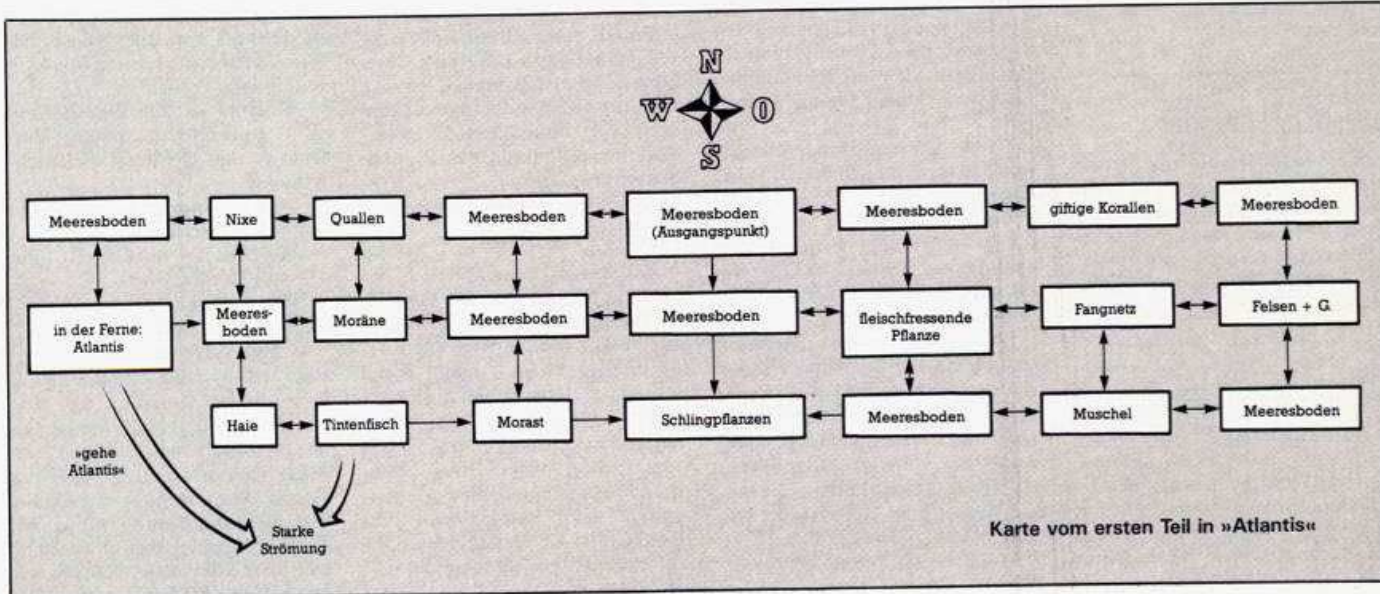 N
W O
S
Meeresboden
Nixe
Quallen
Meeresboden
Meeresboden
(Ausgangspunkt)
Meeresboden
giftige Korallen
Meeresboden
in der Ferne:
Atlantis
Meeres-
boden
Moräne
Meeresboden
Meeresboden
fleischfressende
Pflanze
Fangnetz
Felsen + G.
Haie
Tintenfisch
Morast
Schlingpflanzen
Meeresboden
Muschel
Meeresboden
»gehe
Atlantis«
Starke
Strömung
Karte vom ersten Teil in »Atlantis«